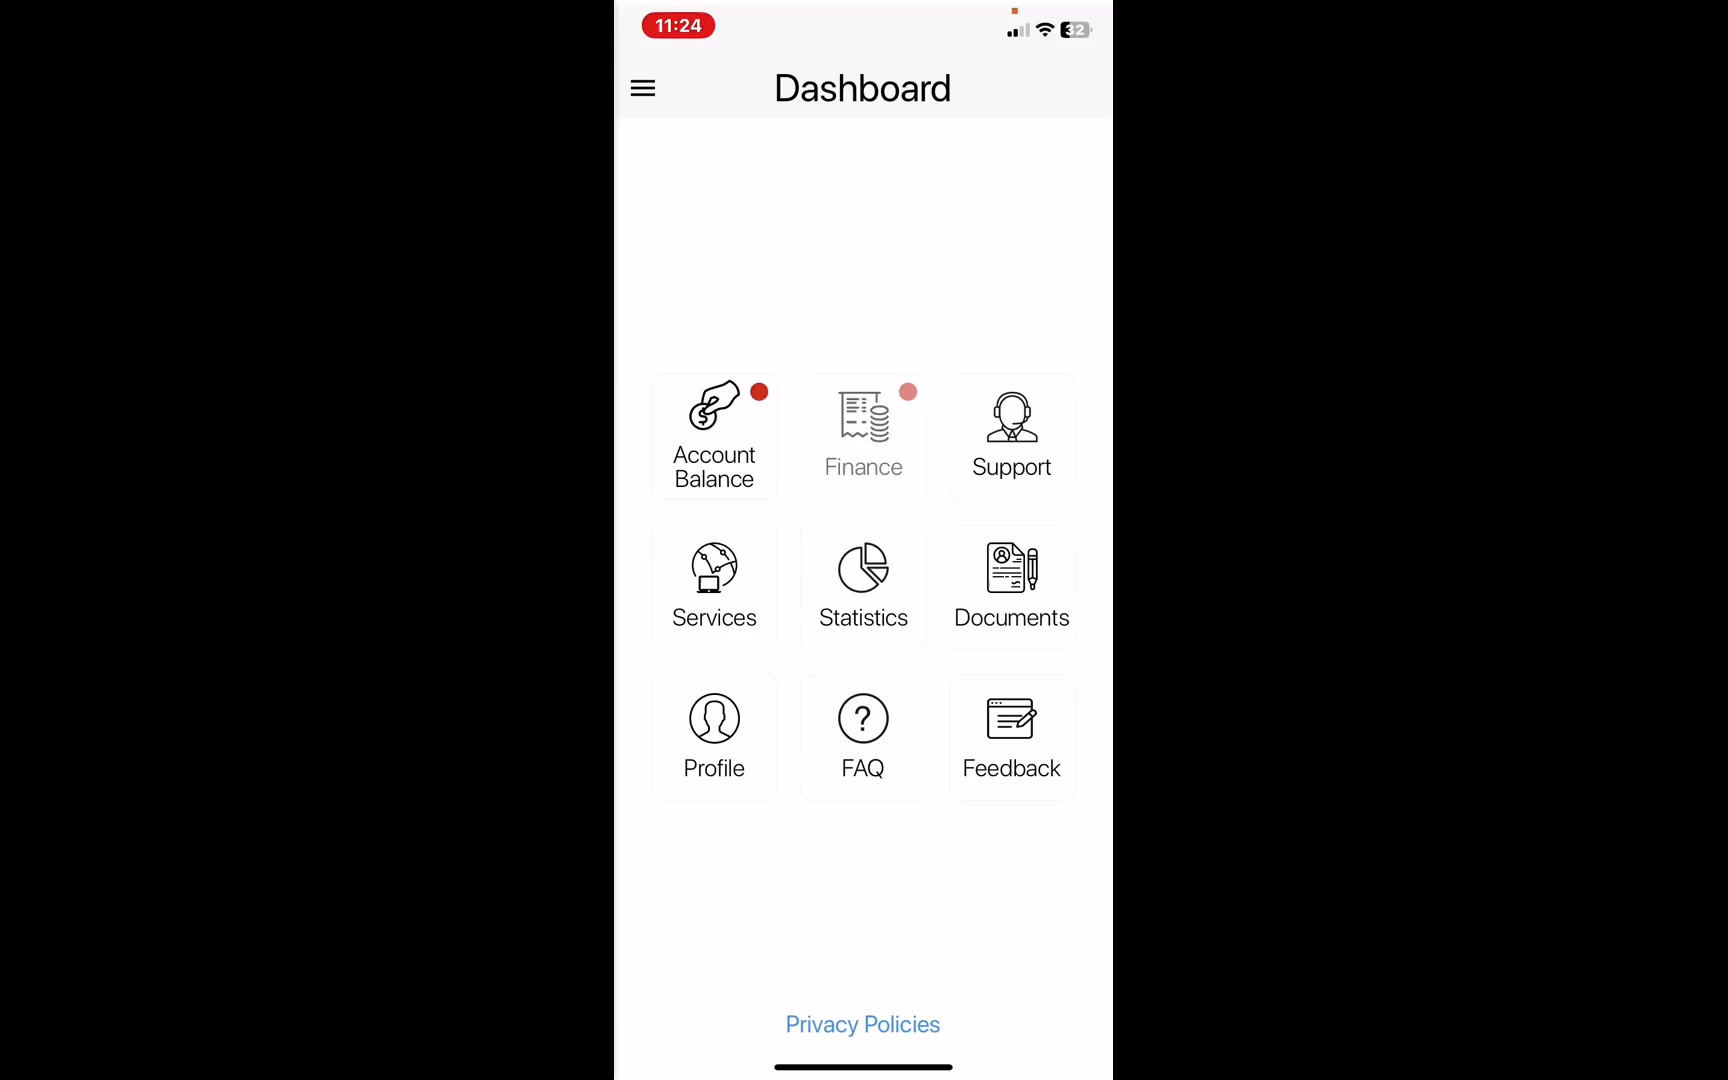 11:24
32
Dashboard
Account
Balance
Finance
Support
Services
Statistics
Documents
Profile
FAQ
Feedback
Privacy Policies